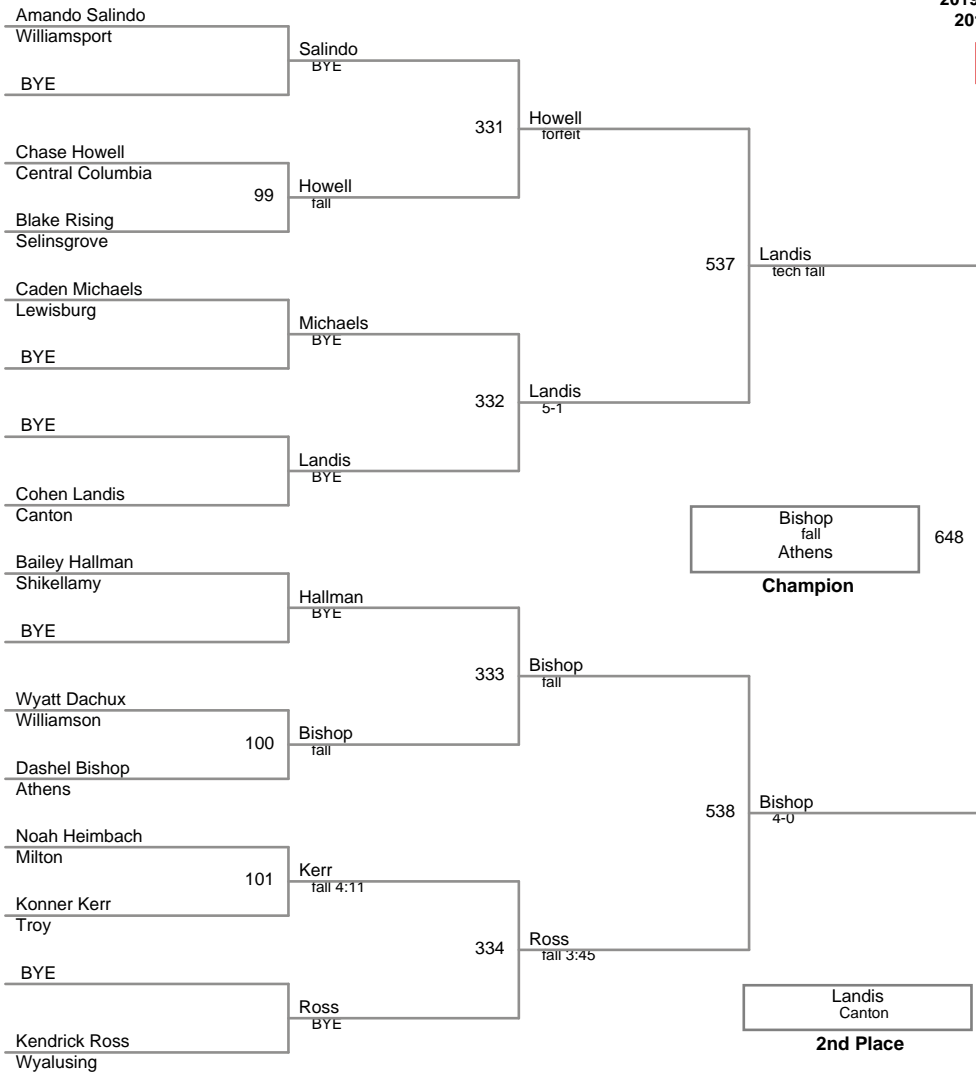 Amando Salindo
Williamsport
BYE
Salindo
BYE
331
Howell
forfeit
Chase Howell
Central Columbia
99
Howell
fall
Blake Rising
Selinsgrove
537
Landis
tech fall
Caden Michaels
Lewisburg
Michaels
BYE
BYE
332
Landis
5-1
BYE
Landis
BYE
Cohen Landis
Canton
Bishop
fall
Athens
648
Champion
Bailey Hallman
Shikellamy
Hallman
BYE
BYE
333
Bishop
fall
Wyatt Dachux
Williamson
100
Bishop
fall
Dashel Bishop
Athens
538
Bishop
4-0
Noah Heimbach
Milton
101
Kerr
fall 4:11
Konner Kerr
Troy
334
Ross
fall 3:45
BYE
Ross
BYE
Kendrick Ross
Wyalusing
Landis
Canton
2nd Place